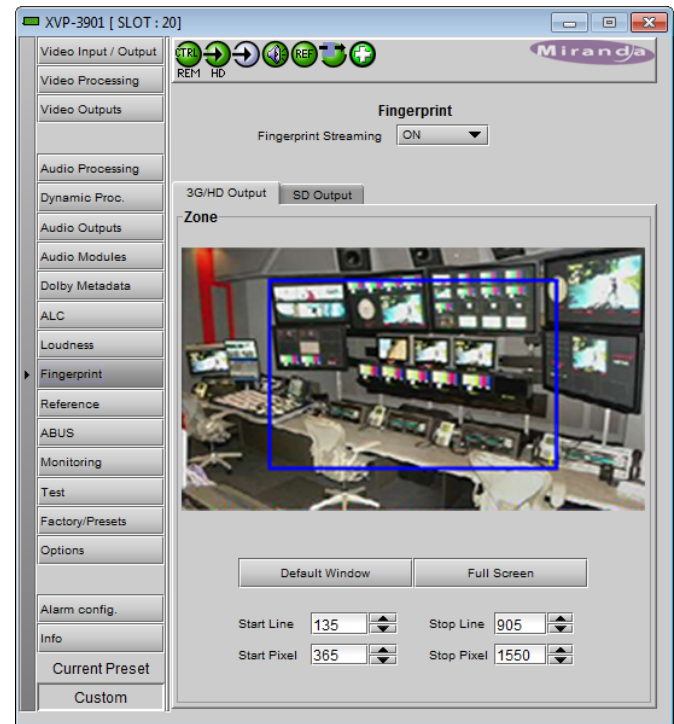 XVP-3901 [ SLOT : 20]
Video Input / Output
Video Processing
Video Outputs
Audio Processing
Dynamic Proc.
Audio Outputs
Audio Modules
Dolby Metadata
ALC
Loudness
Fingerprint
Reference
ABUS
Monitoring
Test
Factory/Presets
Options
Alarm config.
Info
Current Preset
Custom
CTRL
REF
REM HD
Miranda
Fingerprint
Fingerprint Streaming ON
3G/HD Output SD Output
Zone
Default Window Full Screen
Start Line 135 Stop Line 905
Start Pixel 365 Stop Pixel 1550